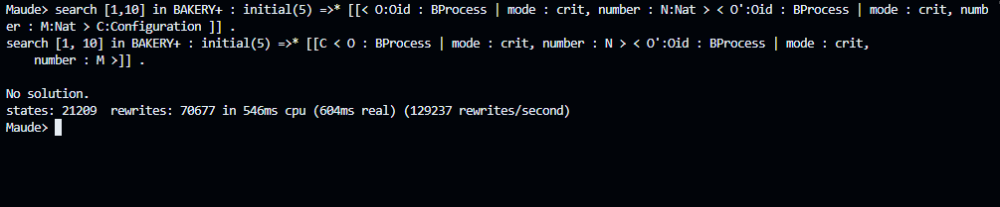 Maude> search [1,10] in BAKERY+ : initial(5) =>* [[< O:Oid : BProcess | mode : crit, number : N:Nat > < O':Oid : BProcess | mode : crit, numb
er : M:Nat > C:Configuration ]] .
search [1, 10] in BAKERY+ : initial(5) =>* [[C < O : BProcess | mode : crit, number : N > < O':Oid : BProcess | mode : crit,
    number : M >]] .

No solution.
states: 21209  rewrites: 70677 in 546ms cpu (604ms real) (129237 rewrites/second)
Maude>